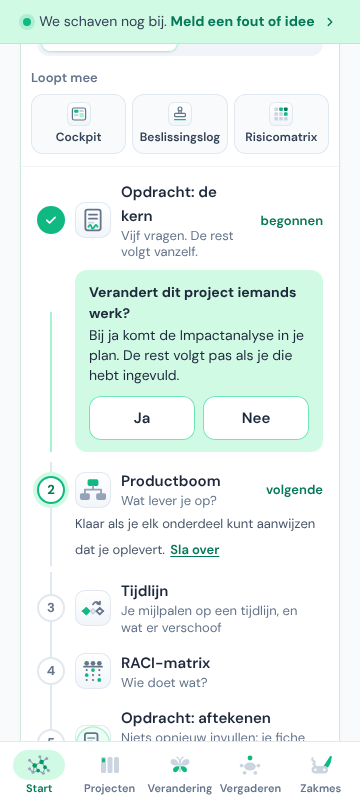 We schaven nog bij. Meld een fout of idee
Loopt mee
Cockpit
Beslissingslog
Risicomatrix
Opdracht: de
kern
begonnen
Vijf vragen. De rest
volgt vanzelf.
Verandert dit project iemands
werk?
Bij ja komt de Impactanalyse in je
plan. De rest volgt pas als je die
hebt ingevuld.
Ja
Nee
2
Productboom
volgende
Wat lever je op?
Klaar als je elk onderdeel kunt aanwijzen
dat je oplevert. Sla over
3
Tijdlijn
Je mijlpalen op een tijdlijn, en
wat er verschoof
4
RACI-matrix
Wie doet wat?
Opdracht: aftekenen
5
Niets opnieuw invullen: je fiche
Start
Projecten
Verandering
Vergaderen
Zakmes